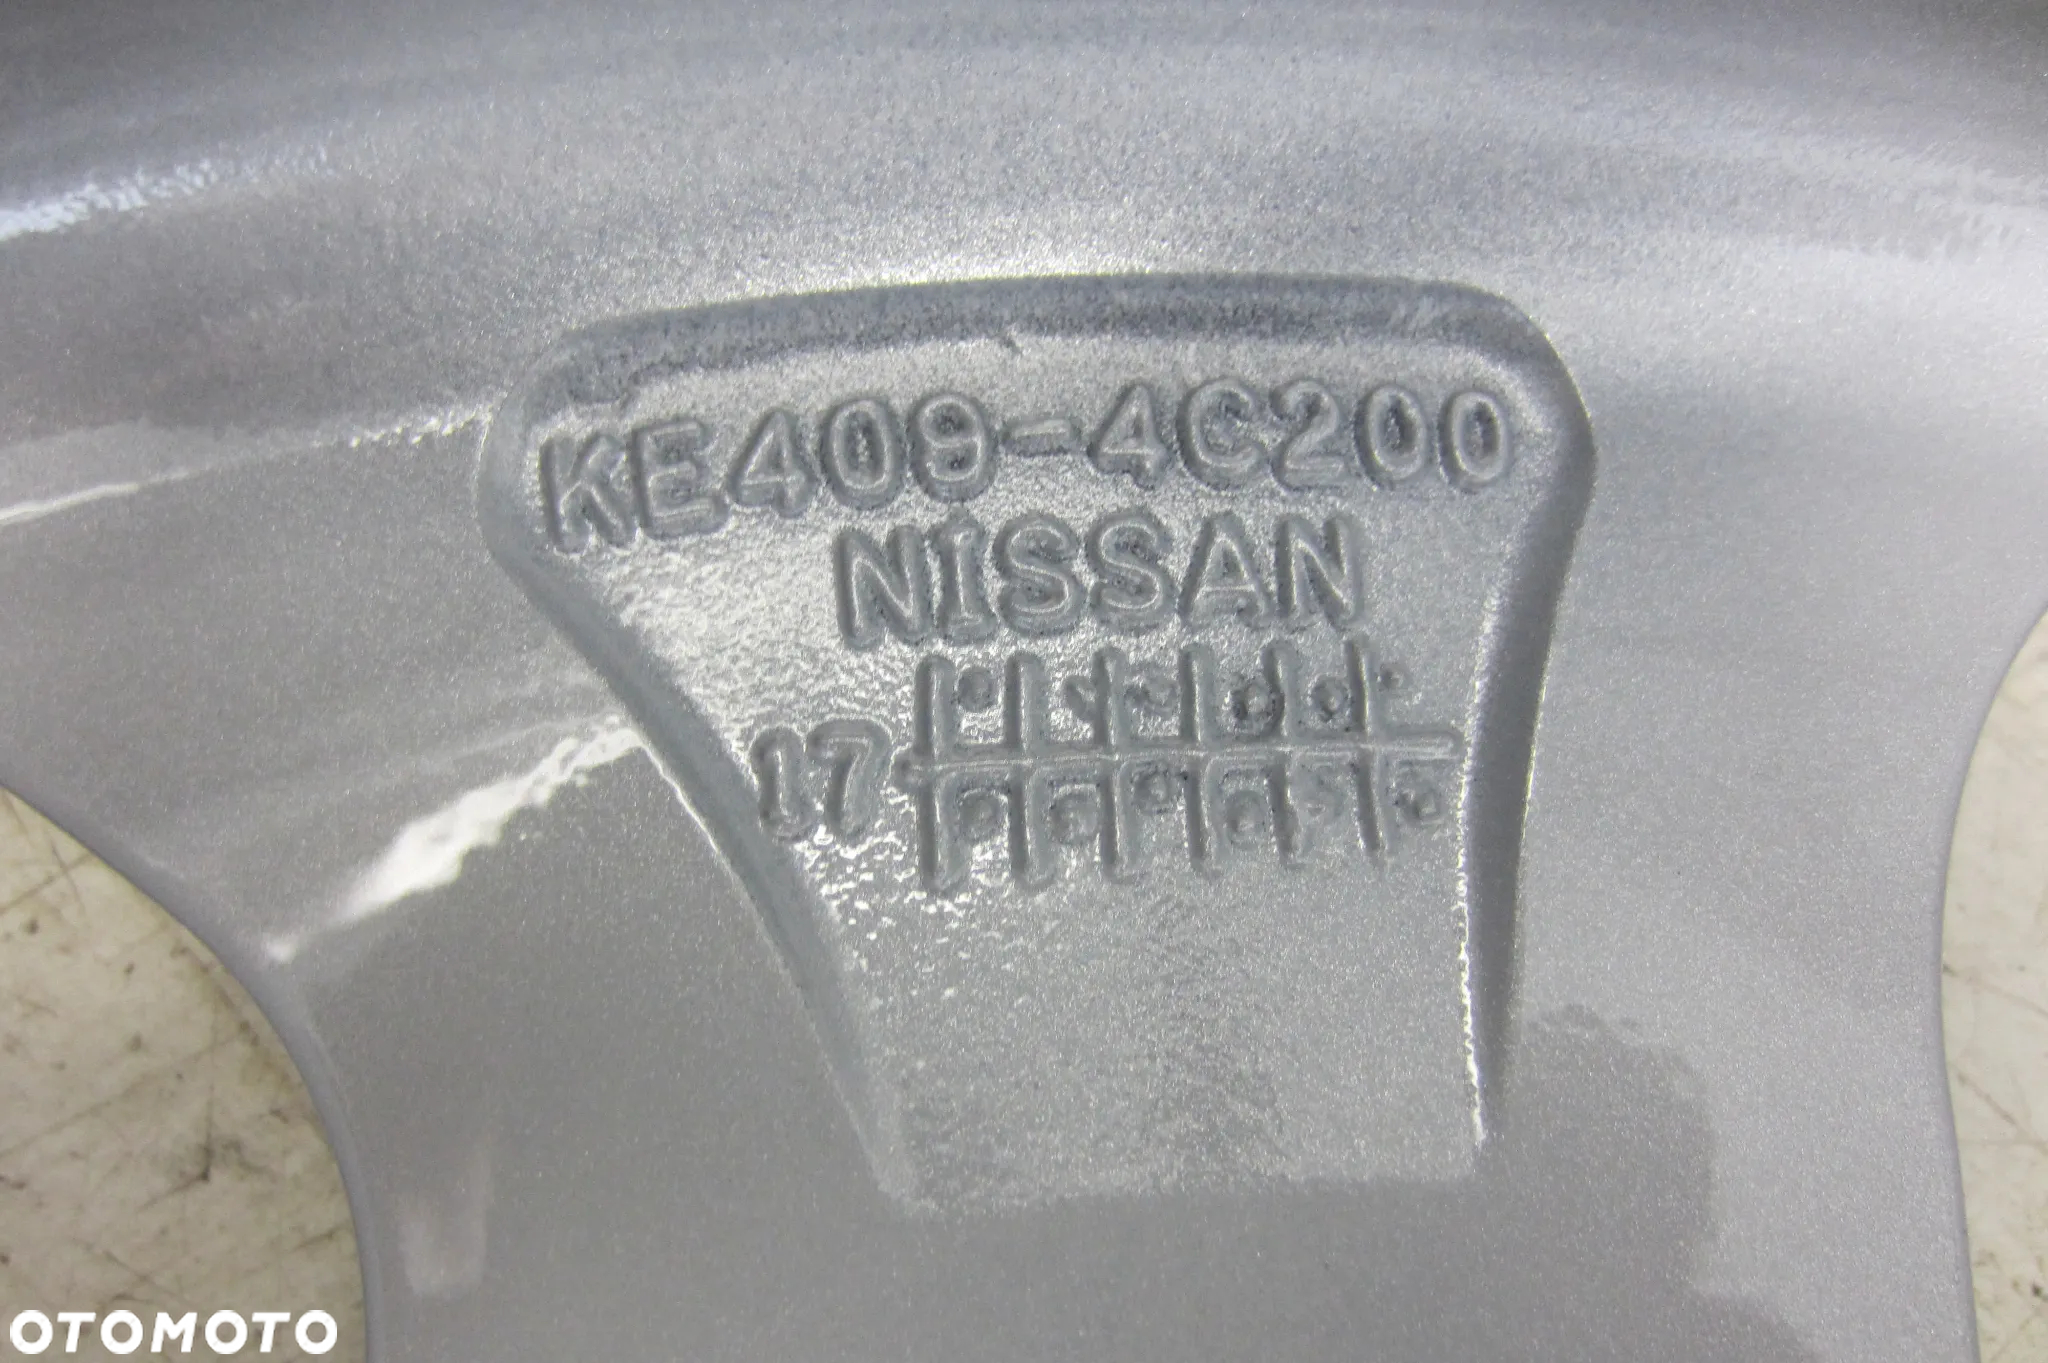 KE409-4C200
NISSAN
17
OTOMOTO